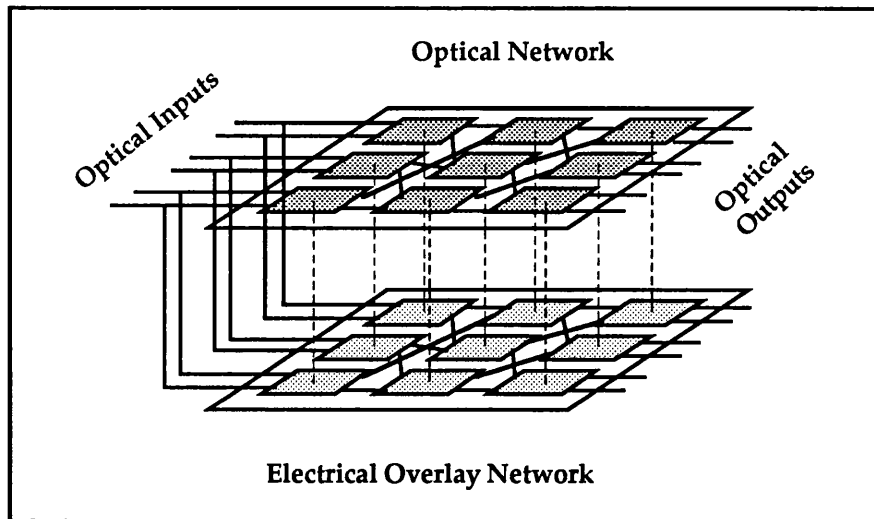 Optical Network
Optical Inputs
Optical
Outputs
Electrical Overlay Network